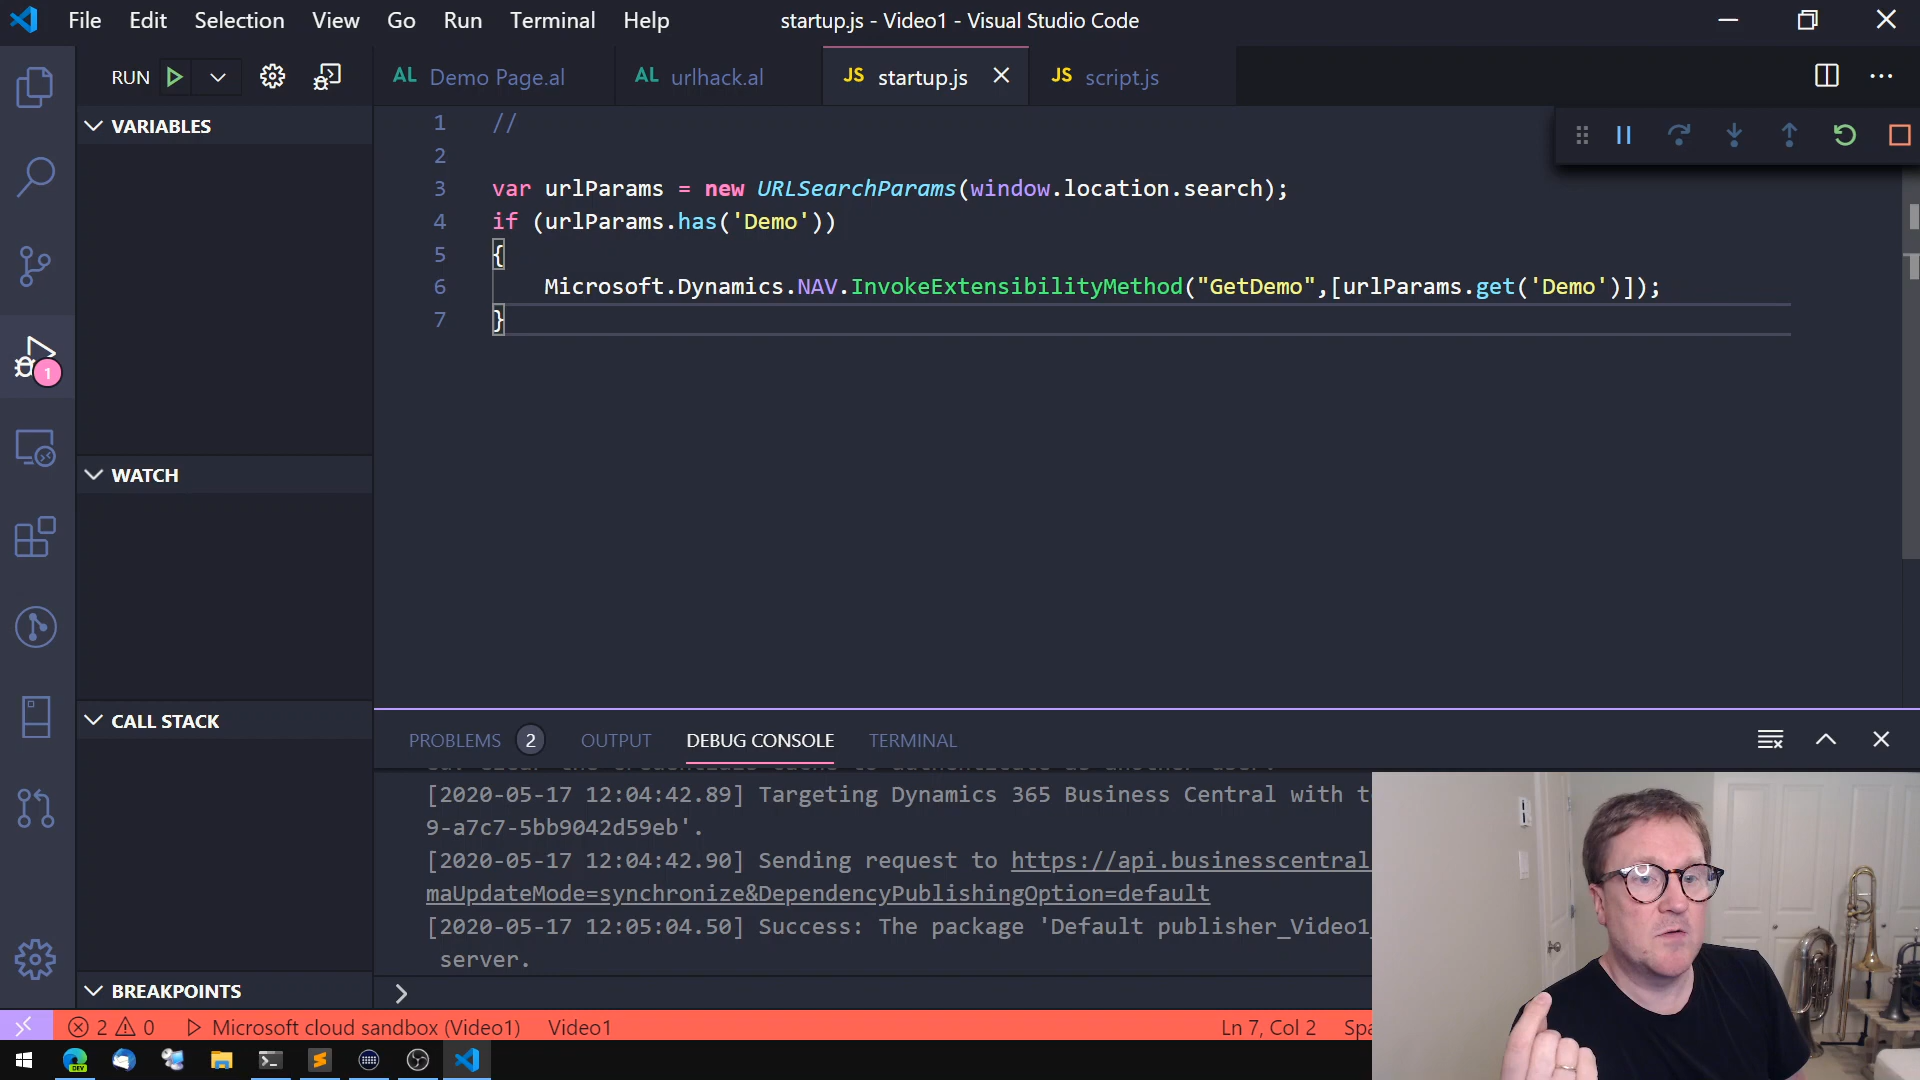 File Edit Selection View Go Run Terminal Help
startup.js - Video1 - Visual Studio Code
RUN
AL Demo Page.al
AL urlhack.al
JS startup.js
JS script.js
VARIABLES
1 //
2
3 var urlParams = new URLSearchParams(window.location.search);
4 if (urlParams.has('Demo'))
5 {
6 Microsoft.Dynamics.NAV.InvokeExtensibilityMethod("GetDemo",[urlParams.get('Demo')]);
7 }
1
WATCH
CALL STACK
PROBLEMS 2 OUTPUT DEBUG CONSOLE TERMINAL
[2020-05-17 12:04:42.89] Targeting Dynamics 365 Business Central with t
9-a7c7-5bb9042d59eb'.
[2020-05-17 12:04:42.90] Sending request to https://api.businesscentral
maUpdateMode=synchronize&DependencyPublishingOption=default
[2020-05-17 12:05:04.50] Success: The package 'Default publisher_Video1_
server.
BREAKPOINTS
2 0 Microsoft cloud sandbox (Video1) Video1
Ln 7, Col 2 Spa
DEV